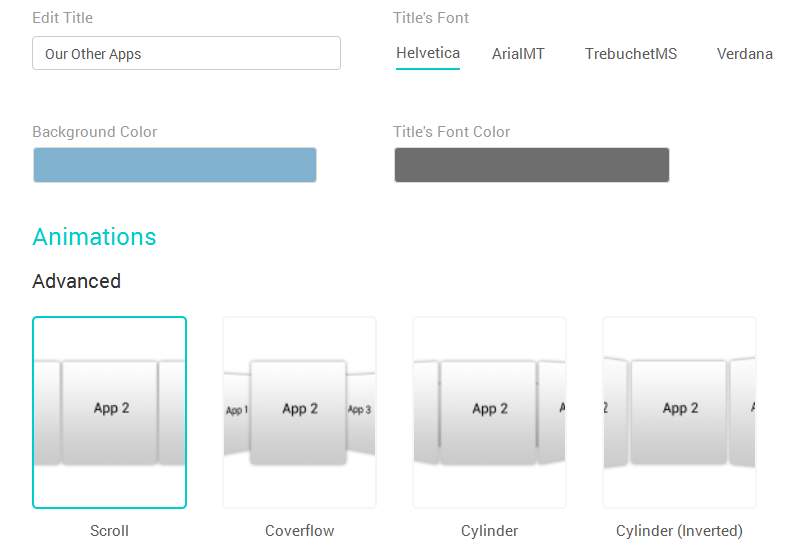 Edit Title
Title's Font
Our Other Apps
Helvetica ArialMT TrebuchetMS Verdana
Background Color
Title's Font Color
Animations
Advanced
App 2
App 1 App 2 App 3
App 2
App 2
Scroll
Coverflow
Cylinder
Cylinder (Inverted)